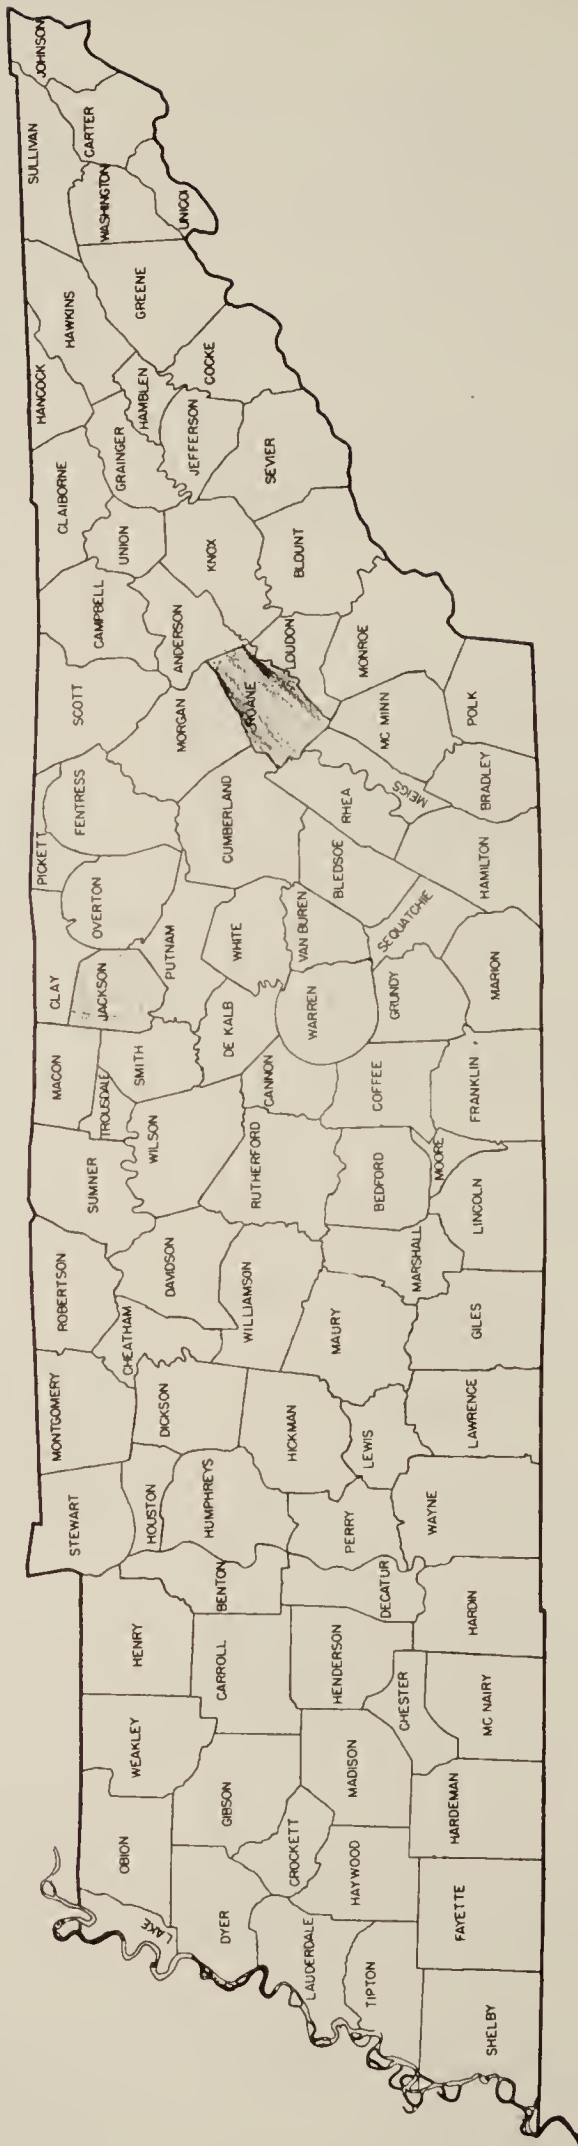 JOHNSON
SULLIVAN
CARTER
WASHINGTON
UNICOI
HAWKINS
GREENE
HANCOCK
HAMBLEN
COCKE
GRAINGER
JEFFERSON
CLAIBORNE
SEVIER
UNION
KNOX
BLOUNT
CAMPBELL
ANDERSON
LOUDON
MONROE
SCOTT
MORGAN
ROANE
MC MINN
POLK
FENTRESS
CUMBERLAND
RHEA
MEIGS
BRADLEY
PICKETT
OVERTON
BLEDSOE
HAMILTON
PUTNAM
WHITE
VAN BUREN
SEQUATCHIE
CLAY
JACKSON
MARION
DE KALB
WARREN
GRUNDY
MACON
SMITH
TROUSDALE
CANNON
COFFEE
FRANKLIN
WILSON
SUMNER
RUTHERFORD
BEDFORD
MOORE
LINCOLN
ROBERTSON
DAVIDSON
WILLIAMSON
MARSHALL
CHEATHAM
MAURY
GILES
MONTGOMERY
DICKSON
HICKMAN
LEWIS
LAWRENCE
STEWART
HOUSTON
HUMPHREYS
PERRY
WAYNE
BENTON
DECATUR
HENRY
CARROLL
HENDERSON
HARDIN
CHESTER
WEAKLEY
MC NAIRY
GIBSON
MADISON
OBION
CROCKETT
HARDEMAN
HAYWOOD
LAKE
DYER
LAUDERDALE
FAYETTE
TIPTON
SHELBY